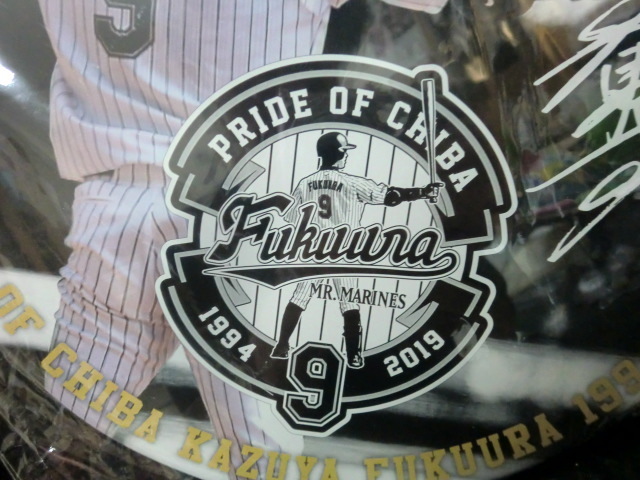 PRIDE OF CHIBA
FUKUURA
9
Fukuura
MR. MARINES
1994
2019
9
OF CHIBA KAZUYA FUKUURA 199